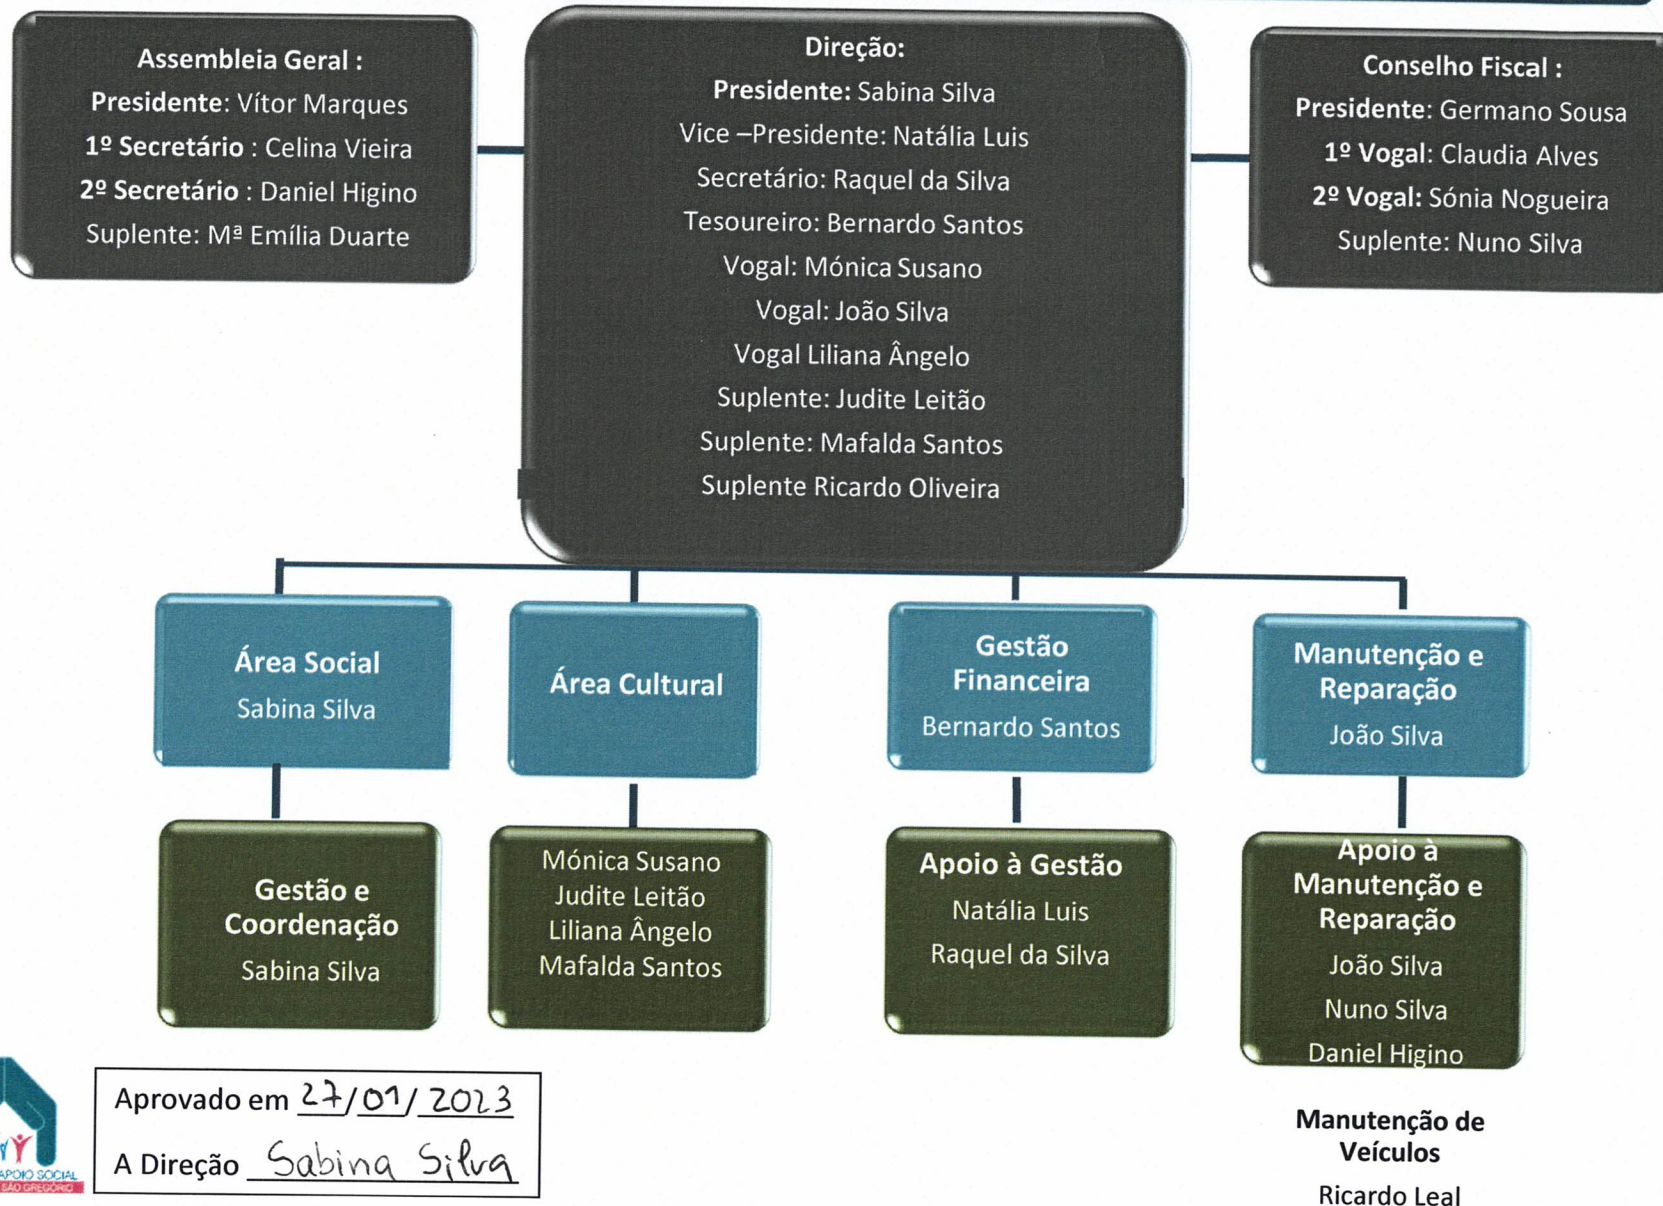 Assembleia Geral :
Presidente: Vítor Marques
1º Secretário : Celina Vieira
2º Secretário : Daniel Higino
Suplente: Mª Emília Duarte
Direção:
Presidente: Sabina Silva
Vice –Presidente: Natália Luis
Secretário: Raquel da Silva
Tesoureiro: Bernardo Santos
Vogal: Mónica Susano
Vogal: João Silva
Vogal Liliana Ângelo
Suplente: Judite Leitão
Suplente: Mafalda Santos
Suplente Ricardo Oliveira
Conselho Fiscal :
Presidente: Germano Sousa
1º Vogal: Claudia Alves
2º Vogal: Sónia Nogueira
Suplente: Nuno Silva
Área Social
Sabina Silva
Área Cultural
Gestão
Financeira
Bernardo Santos
Manutenção e
Reparação
João Silva
Gestão e
Coordenação
Sabina Silva
Mónica Susano
Judite Leitão
Liliana Ângelo
Mafalda Santos
Apoio à Gestão
Natália Luis
Raquel da Silva
Apoio à
Manutenção e
Reparação
João Silva
Nuno Silva
Daniel Higino
Manutenção de
Veículos
Ricardo Leal
APOIO SOCIAL
SÃO GREGÓRIO
Aprovado em 27/01/2023
A Direção Sabina Silva